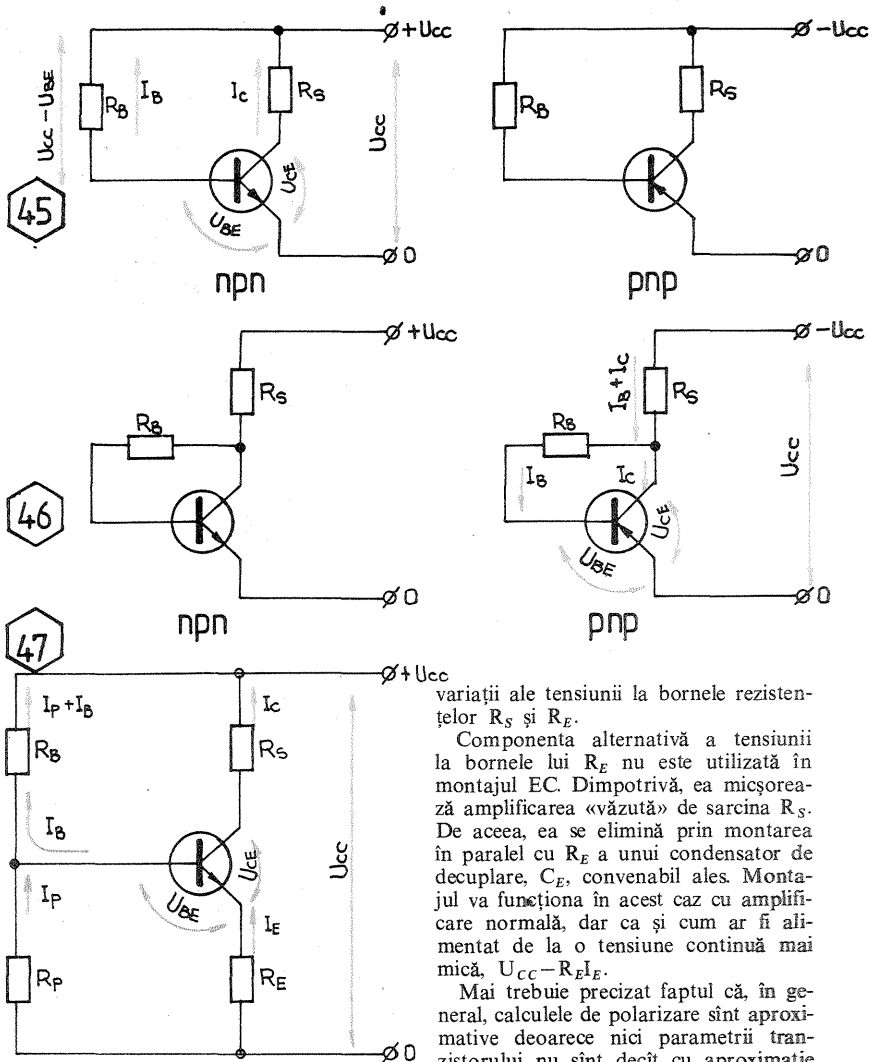 +Ucc
-Ucc
Ucc-UBE
RB
IB
Ic
RS
Ucc
UCE
UBE
45
0
npn
RB
RS
0
pnp
+Ucc
-Ucc
RS
RB
46
0
npn
IB+Ic
RS
RB
IB
IC
UCE
UBE
Ucc
0
pnp
47
+Ucc
IP+IB
Ic
RB
RS
IB
UCE
Ucc
UBE
IP
IE
RP
RE
0
variații ale tensiunii la bornele rezisten-
țelor RS și RE.
Componenta alternativă a tensiunii
la bornele lui RE nu este utilizată în
montajul EC. Dimpotrivă, ea micșorea-
ză amplificarea «văzută» de sarcina RS.
De aceea, ea se elimină prin montarea
în paralel cu RE a unui condensator de
decuplare, CE, convenabil ales. Monta-
jul va funcționa în acest caz cu amplifi-
care normală, dar ca și cum ar fi ali-
mentat de la o tensiune continuă mai
mică, UCC-REIE.
Mai trebuie precizat faptul că, în ge-
neral, calculele de polarizare sînt aproxi-
mative deoarece nici parametrii tran-
zistorului nu sînt decît cu aproximație